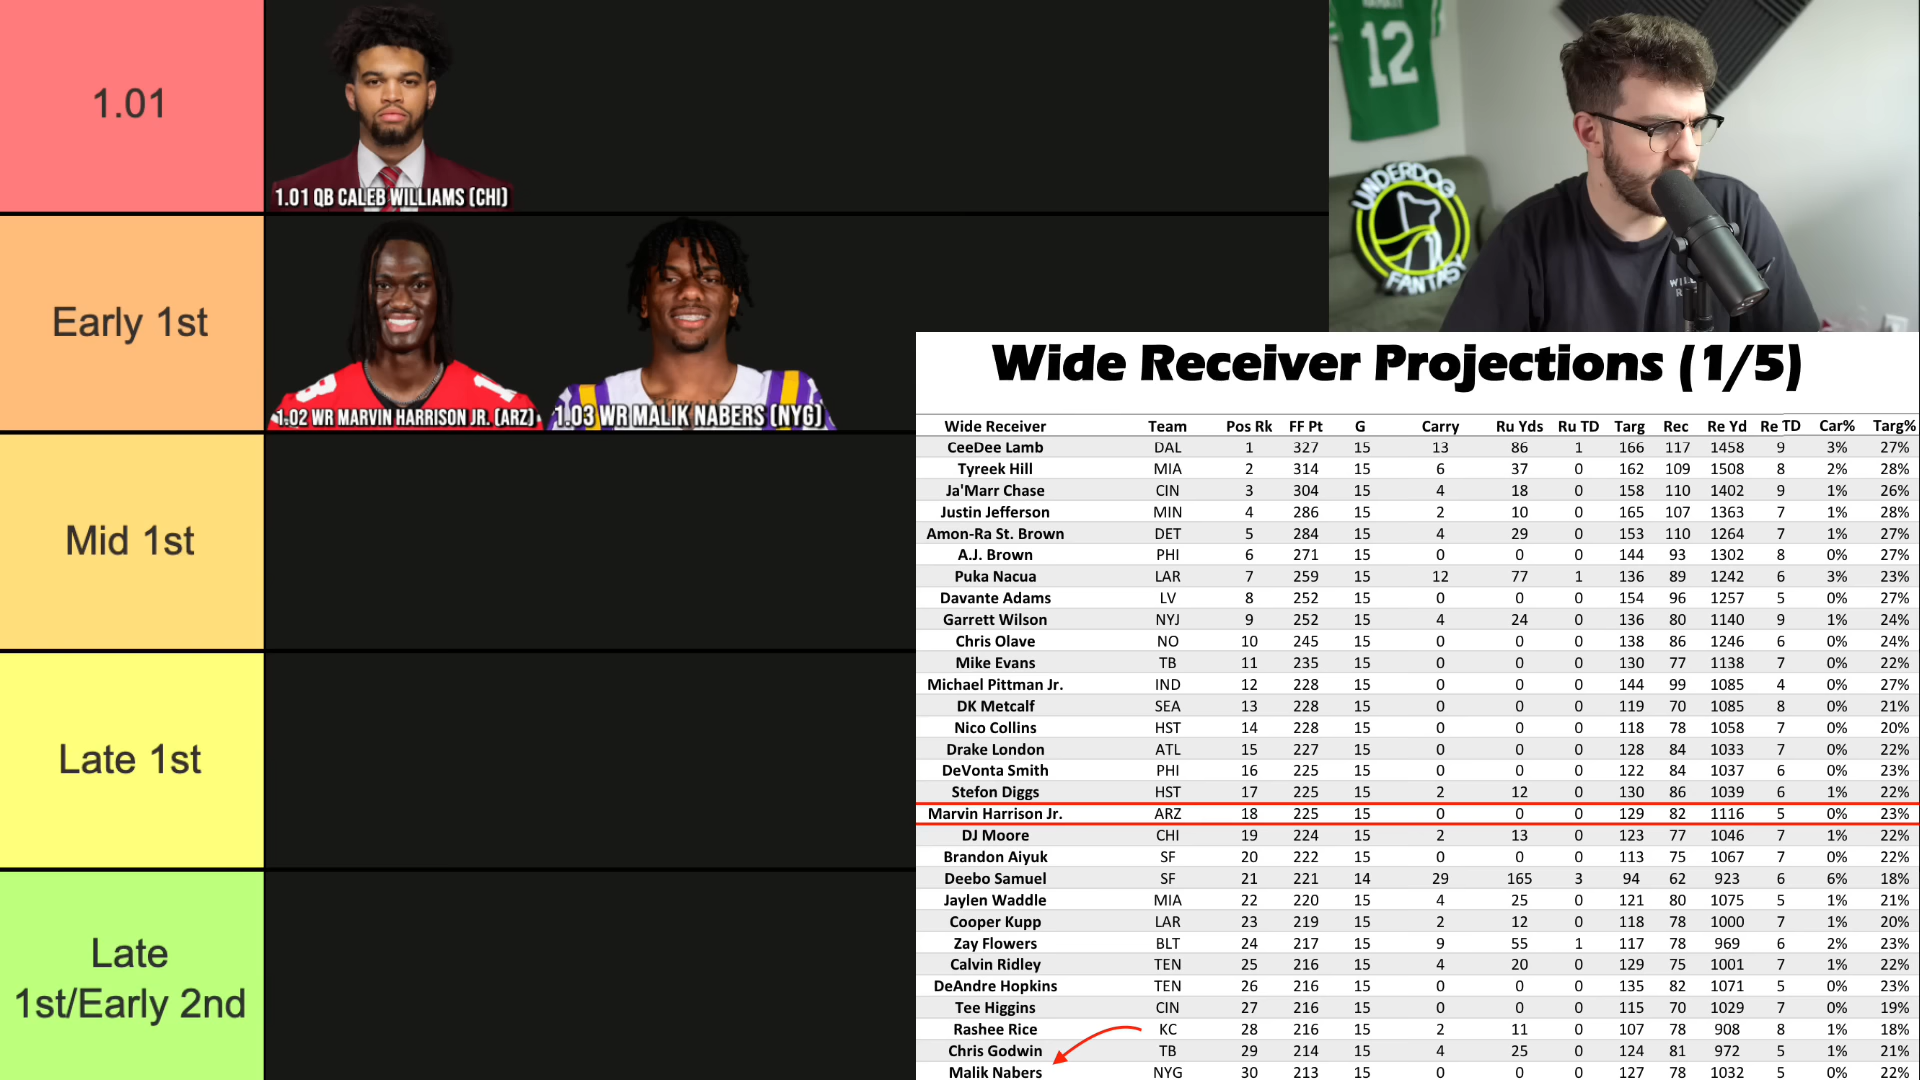 1.01
1.01 QB CALEB WILLIAMS (CHI)
Early 1st
1.02 WR MARVIN HARRISON JR. (ARZ)
1.03 WR MALIK NABERS (NYG)
Mid 1st
Late 1st
Late
1st/Early 2nd
12
UNDERDOG
FANTASY
Wide Receiver Projections (1/5)
Wide Receiver Team Pos Rk FF Pt G Carry Ru Yds Ru TD Targ Rec Re Yd Re TD Car% Targ%
CeeDee Lamb DAL 1 327 15 13 86 1 166 117 1458 9 3% 27%
Tyreek Hill MIA 2 314 15 6 37 0 162 109 1508 8 2% 28%
Ja'Marr Chase CIN 3 304 15 4 18 0 158 110 1402 9 1% 26%
Justin Jefferson MIN 4 286 15 2 10 0 165 107 1363 7 1% 28%
Amon-Ra St. Brown DET 5 284 15 4 29 0 153 110 1264 7 1% 27%
A.J. Brown PHI 6 271 15 0 0 0 144 93 1302 8 0% 27%
Puka Nacua LAR 7 259 15 12 77 1 136 89 1242 6 3% 23%
Davante Adams LV 8 252 15 0 0 0 154 96 1257 5 0% 27%
Garrett Wilson NYJ 9 252 15 4 24 0 136 80 1140 9 1% 24%
Chris Olave NO 10 245 15 0 0 0 138 86 1246 6 0% 24%
Mike Evans TB 11 235 15 0 0 0 130 77 1138 7 0% 22%
Michael Pittman Jr. IND 12 228 15 0 0 0 144 99 1085 4 0% 27%
DK Metcalf SEA 13 228 15 0 0 0 119 70 1085 8 0% 21%
Nico Collins HST 14 228 15 0 0 0 118 78 1058 7 0% 20%
Drake London ATL 15 227 15 0 0 0 128 84 1033 7 0% 22%
DeVonta Smith PHI 16 225 15 0 0 0 122 84 1037 6 0% 23%
Stefon Diggs HST 17 225 15 2 12 0 130 86 1039 6 1% 22%
Marvin Harrison Jr. ARZ 18 225 15 0 0 0 129 82 1116 5 0% 23%
DJ Moore CHI 19 224 15 2 13 0 123 77 1046 7 1% 22%
Brandon Aiyuk SF 20 222 15 0 0 0 113 75 1067 7 0% 22%
Deebo Samuel SF 21 221 14 29 165 3 94 62 923 6 6% 18%
Jaylen Waddle MIA 22 220 15 4 25 0 121 80 1075 5 1% 21%
Cooper Kupp LAR 23 219 15 2 12 0 118 78 1000 7 1% 20%
Zay Flowers BLT 24 217 15 9 55 1 117 78 969 6 2% 23%
Calvin Ridley TEN 25 216 15 4 20 0 129 75 1001 7 1% 22%
DeAndre Hopkins TEN 26 216 15 0 0 0 135 82 1071 5 0% 23%
Tee Higgins CIN 27 216 15 0 0 0 115 70 1029 7 0% 19%
Rashee Rice KC 28 216 15 2 11 0 107 78 908 8 1% 18%
Chris Godwin TB 29 214 15 4 25 0 124 81 972 5 1% 21%
Malik Nabers NYG 30 213 15 0 0 0 127 78 1032 5 0% 22%